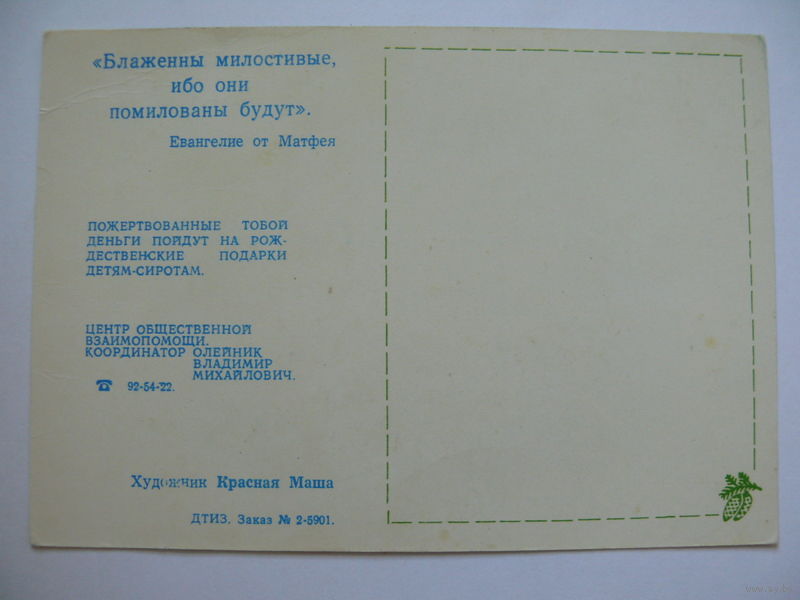 «Блаженны милостивые,
ибо они
помилованы будут».
Евангелие от Матфея
ПОЖЕРТВОВАННЫЕ ТОБОЙ
ДЕНЬГИ ПОЙДУТ НА РОЖ-
ДЕСТВЕНСКИЕ ПОДАРКИ
ДЕТЯМ-СИРОТАМ.
ЦЕНТР ОБЩЕСТВЕННОЙ
ВЗАИМОПОМОЩИ.
КООРДИНАТОР ОЛЕЙНИК
ВЛАДИМИР
МИХАЙЛОВИЧ.
☎ 92-54-22.
Художник Красная Маша
ДТИЗ. Заказ № 2-5901.